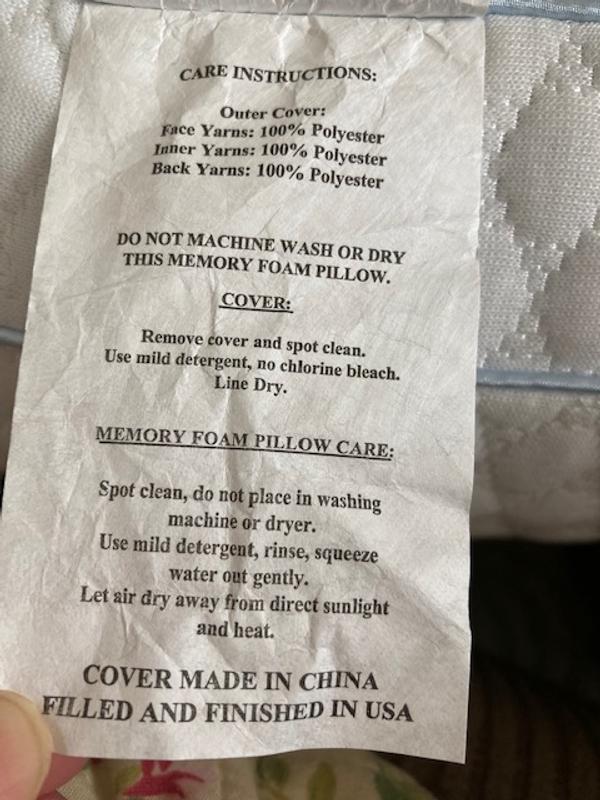 CARE INSTRUCTIONS:
Outer Cover:
Face Yarns: 100% Polyester
Inner Yarns: 100% Polyester
Back Yarns: 100% Polyester
DO NOT MACHINE WASH OR DRY
THIS MEMORY FOAM PILLOW.
COVER:
Remove cover and spot clean.
Use mild detergent, no chlorine bleach.
Line Dry.
MEMORY FOAM PILLOW CARE:
Spot clean, do not place in washing
machine or dryer.
Use mild detergent, rinse, squeeze
water out gently.
Let air dry away from direct sunlight
and heat.
COVER MADE IN CHINA
FILLED AND FINISHED IN USA